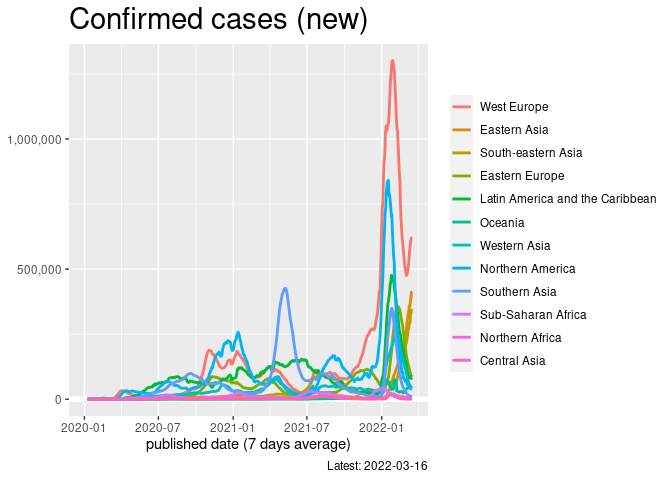 Confirmed cases (new)
1,000,000
500,000
0
2020-01
2020-07
2021-01
2021-07
2022-01
published date (7 days average)
Latest: 2022-03-16
West Europe
Eastern Asia
South-eastern Asia
Eastern Europe
Latin America and the Caribbean
Oceania
Western Asia
Northern America
Southern Asia
Sub-Saharan Africa
Northern Africa
Central Asia